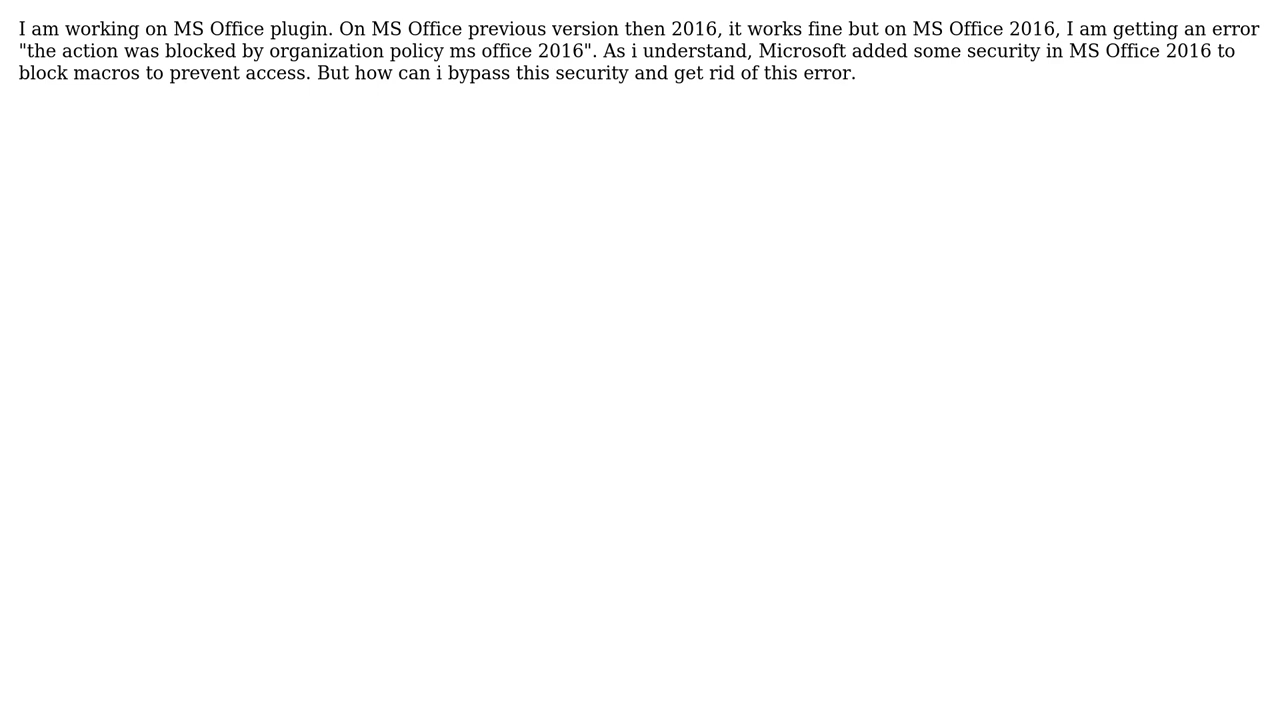 I am working on MS Office plugin. On MS Office previous version then 2016, it works fine but on MS Office 2016, I am getting an error
"the action was blocked by organization policy ms office 2016". As i understand, Microsoft added some security in MS Office 2016 to
block macros to prevent access. But how can i bypass this security and get rid of this error.